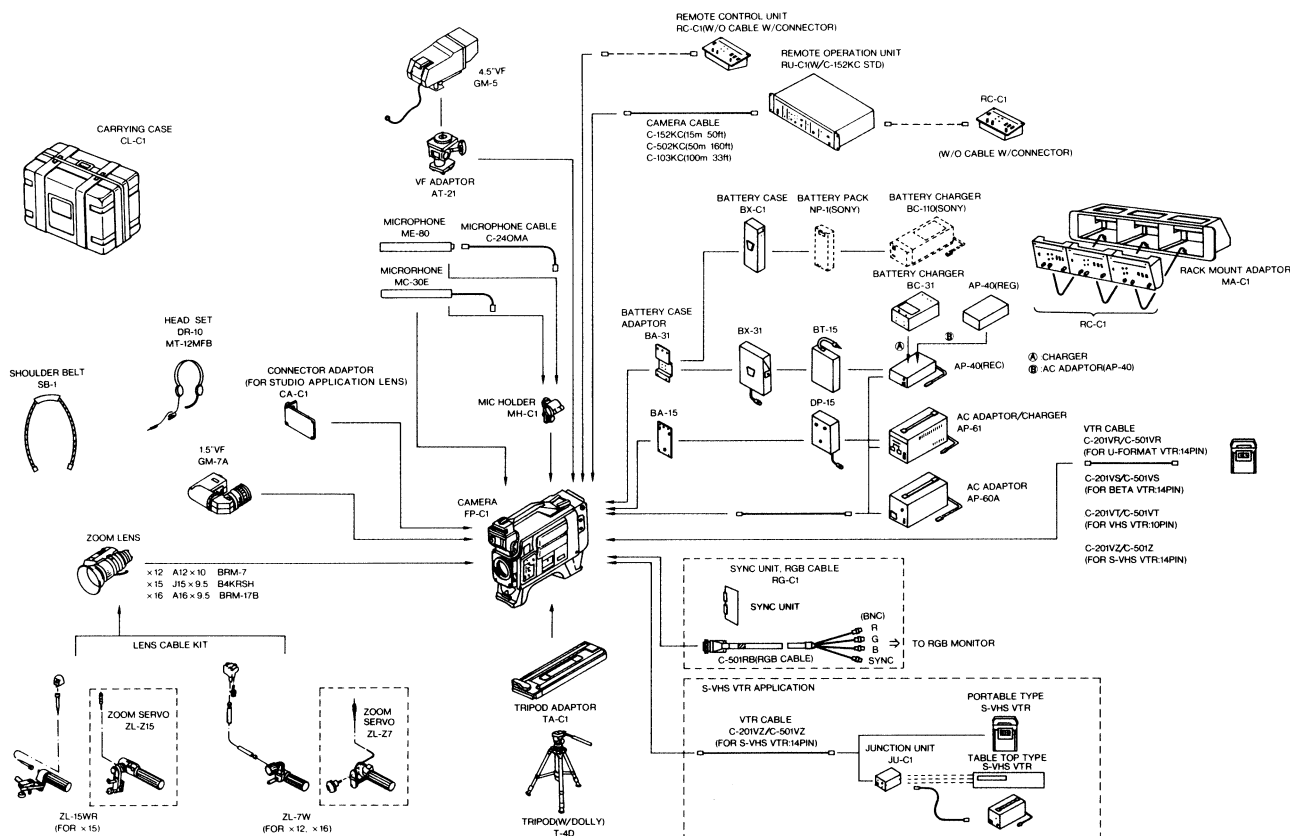 REMOTE CONTROL UNIT
RC-C1(W/O CABLE W/CONNECTOR)
REMOTE OPERATION UNIT
RU-C1(W/C-152KC STD)
4.5"VF
GM-5
RC-C1
CARRYING CASE
CL-C1
CAMERA CABLE
C-152KC(15m 50ft)
C-502KC(50m 160ft)
C-103KC(100m 33ft)
(W/O CABLE W/CONNECTOR)
VF ADAPTOR
AT-21
BATTERY CASE
BX-C1
BATTERY PACK
NP-1(SONY)
BATTERY CHARGER
BC-110(SONY)
MICROPHONE
ME-80
MICROPHONE CABLE
C-240MA
MICRORHONE
MC-30E
BATTERY CHARGER
BC-31
AP-40(REG)
RACK MOUNT ADAPTOR
MA-C1
RC-C1
HEAD SET
DR-10
MT-12MFB
BATTERY CASE
ADAPTOR
BA-31
BX-31
BT-15
Ⓐ
Ⓑ
AP-40(REC)
Ⓐ :CHARGER
Ⓑ :AC ADAPTOR(AP-40)
SHOULDER BELT
SB-1
CONNECTOR ADAPTOR
(FOR STUDIO APPLICATION LENS)
CA-C1
MIC HOLDER
MH-C1
BA-15
DP-15
AC ADAPTOR/CHARGER
AP-61
VTR CABLE
C-201VR/C-501VR
(FOR U-FORMAT VTR:14PIN)
C-201VS/C-501VS
(FOR BETA VTR:14PIN)
C-201VT/C-501VT
(FOR VHS VTR:10PIN)
C-201VZ/C-501Z
(FOR S-VHS VTR:14PIN)
1.5"VF
GM-7A
CAMERA
FP-C1
AC ADAPTOR
AP-60A
ZOOM LENS
×12 A12×10 BRM-7
×15 J15×9.5 B4KRSH
×16 A16×9.5 BRM-17B
SYNC UNIT, RGB CABLE
RG-C1
SYNC UNIT
(BNC)
R
G
B
SYNC
⇒ TO RGB MONITOR
C-501RB(RGB CABLE)
LENS CABLE KIT
ZOOM SERVO
ZL-Z15
ZOOM
SERVO
ZL-Z7
TRIPOD ADAPTOR
TA-C1
S-VHS VTR APPLICATION
VTR CABLE
C-201VZ/C-501VZ
(FOR S-VHS VTR:14PIN)
PORTABLE TYPE
S-VHS VTR
JUNCTION UNIT
JU-C1
TABLE TOP TYPE
S-VHS VTR
ZL-15WR
(FOR ×15)
ZL-7W
(FOR ×12, ×16)
TRIPOD(W/DOLLY)
T-4D